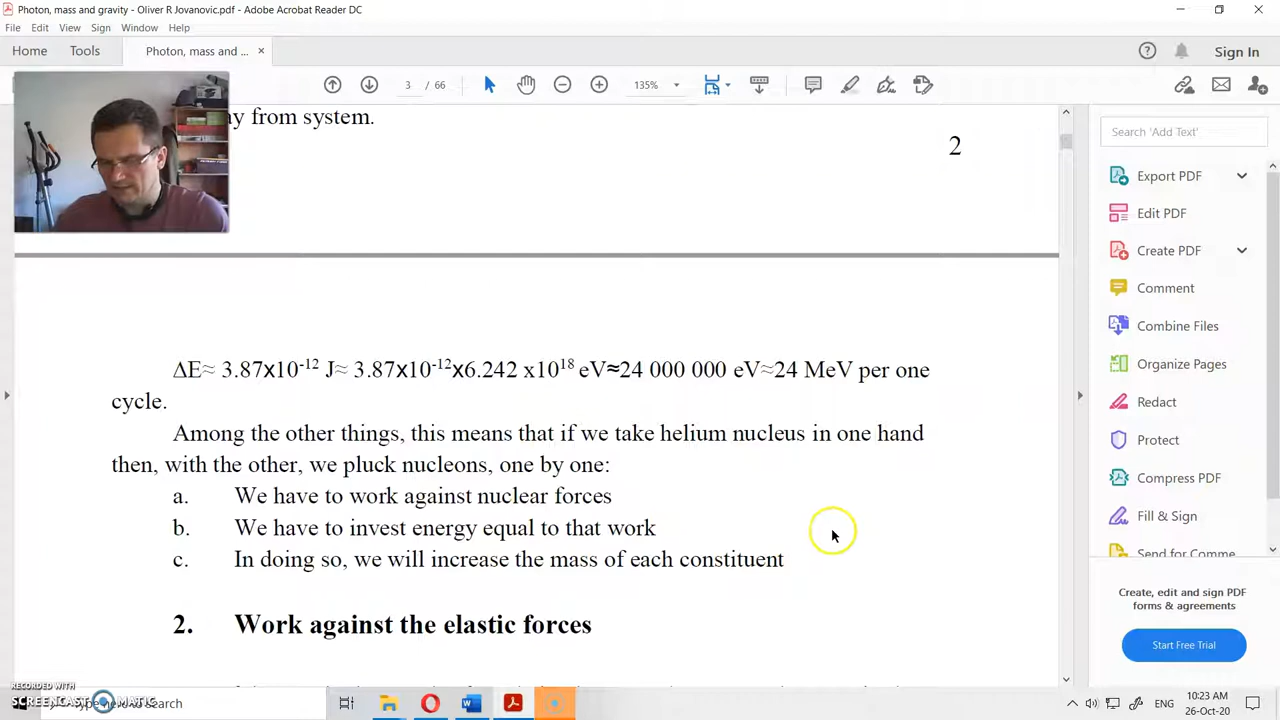 Photon, mass and gravity - Oliver R Jovanovic.pdf - Adobe Acrobat Reader DC
File Edit View Sign Window Help
Home Tools Photon, mass and ... × Sign In
3 / 66 135%
y from system.
2
ΔE≈ 3.87x10-12 J≈ 3.87x10-12x6.242 x1018 eV≈24 000 000 eV≈24 MeV per one
cycle.
Among the other things, this means that if we take helium nucleus in one hand
then, with the other, we pluck nucleons, one by one:
a. We have to work against nuclear forces
b. We have to invest energy equal to that work
c. In doing so, we will increase the mass of each constituent
2. Work against the elastic forces
Search 'Add Text'
Export PDF
Edit PDF
Create PDF
Comment
Combine Files
Organize Pages
Redact
Protect
Compress PDF
Fill & Sign
Send for Comme
Create, edit and sign PDF
forms & agreements
Start Free Trial
RECORDED WITH
SCREENCAST MATIC
here to search
ENG
10:23 AM
26-Oct-20